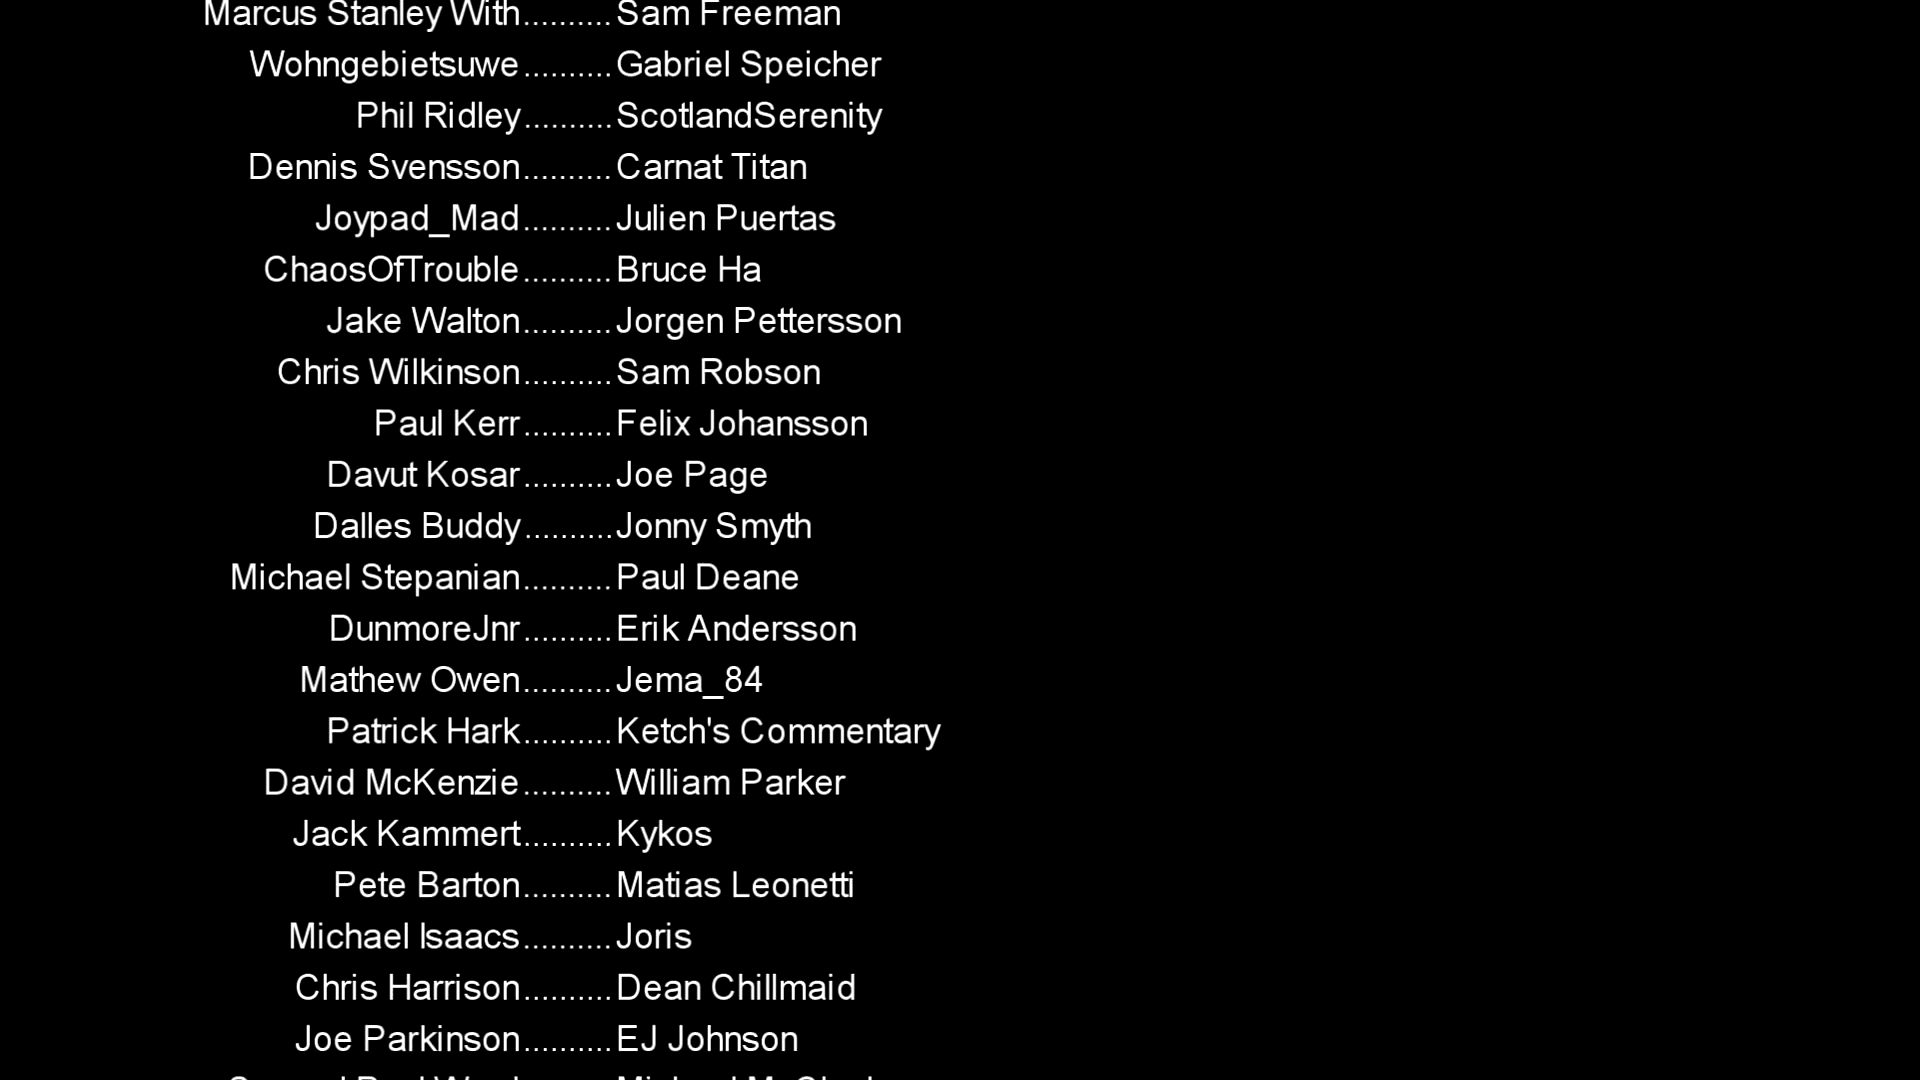 Marcus Stanley With..........Sam Freeman
Wohngebietsuwe..........Gabriel Speicher
Phil Ridley..........ScotlandSerenity
Dennis Svensson..........Carnat Titan
Joypad_Mad..........Julien Puertas
ChaosOfTrouble..........Bruce Ha
Jake Walton..........Jorgen Pettersson
Chris Wilkinson..........Sam Robson
Paul Kerr..........Felix Johansson
Davut Kosar..........Joe Page
Dalles Buddy..........Jonny Smyth
Michael Stepanian..........Paul Deane
DunmoreJnr..........Erik Andersson
Mathew Owen..........Jema_84
Patrick Hark..........Ketch's Commentary
David McKenzie..........William Parker
Jack Kammert..........Kykos
Pete Barton..........Matias Leonetti
Michael Isaacs..........Joris
Chris Harrison..........Dean Chillmaid
Joe Parkinson..........EJ Johnson